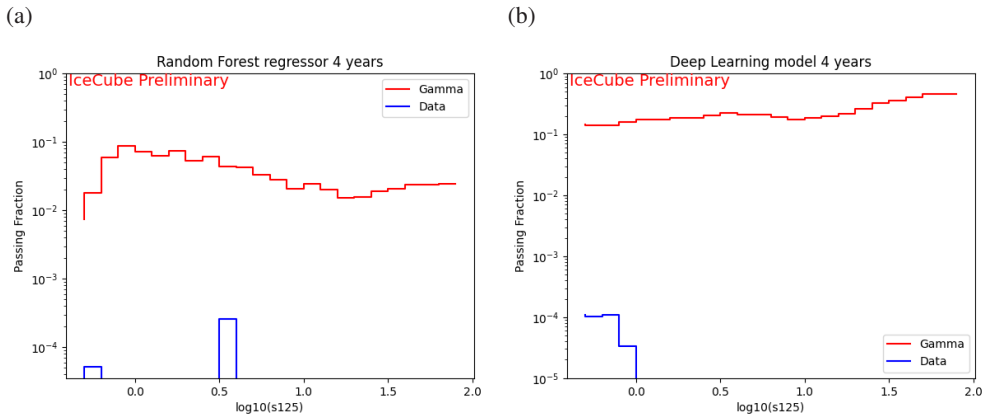 (a)
Random Forest regressor 4 years
IceCube Preliminary
Gamma
Data
Passing Fraction
10^0
10^-1
10^-2
10^-3
10^-4
0.0 0.5 1.0 1.5 2.0
log10(s125)
(b)
Deep Learning model 4 years
IceCube Preliminary
Passing Fraction
10^0
10^-1
10^-2
10^-3
10^-4
10^-5
Gamma
Data
0.0 0.5 1.0 1.5 2.0
log10(s125)